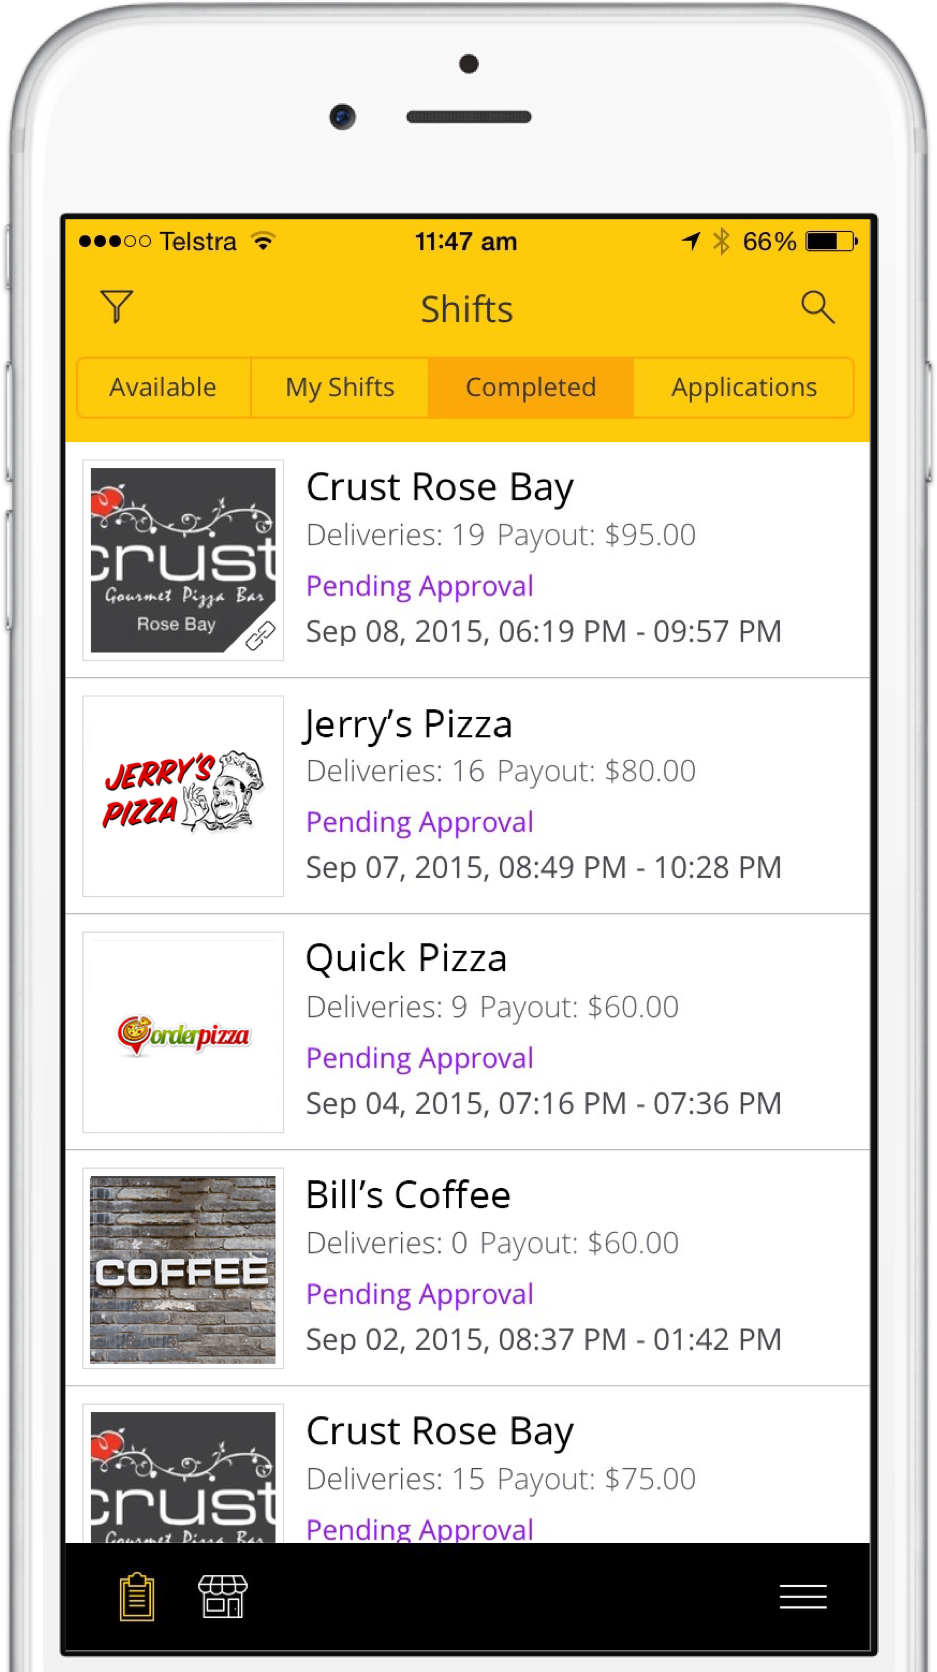 Telstra 11:47 am 66%
Shifts
Available My Shifts Completed Applications
crust
Gourmet Pizza Bar
Rose Bay
Crust Rose Bay
Deliveries: 19 Payout: $95.00
Pending Approval
Sep 08, 2015, 06:19 PM - 09:57 PM
JERRY'S
PIZZA
Jerry’s Pizza
Deliveries: 16 Payout: $80.00
Pending Approval
Sep 07, 2015, 08:49 PM - 10:28 PM
orderpizza
Quick Pizza
Deliveries: 9 Payout: $60.00
Pending Approval
Sep 04, 2015, 07:16 PM - 07:36 PM
COFFEE
Bill’s Coffee
Deliveries: 0 Payout: $60.00
Pending Approval
Sep 02, 2015, 08:37 PM - 01:42 PM
crust
Gourmet Pizza Bar
Crust Rose Bay
Deliveries: 15 Payout: $75.00
Pending Approval